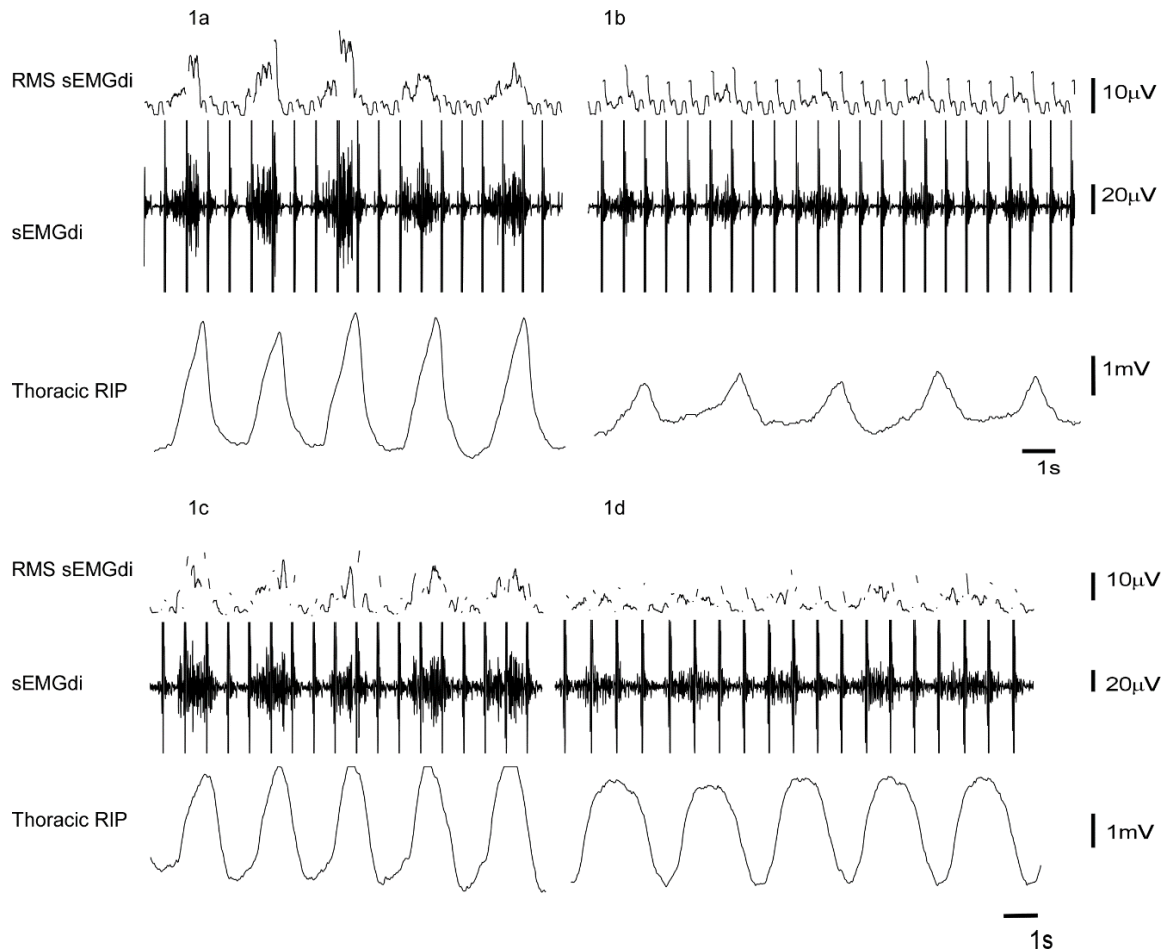 1a
1b
RMS sEMGdi
10μV
sEMGdi
20μV
Thoracic RIP
1mV
1s
1c
1d
RMS sEMGdi
10μV
sEMGdi
20μV
Thoracic RIP
1mV
1s